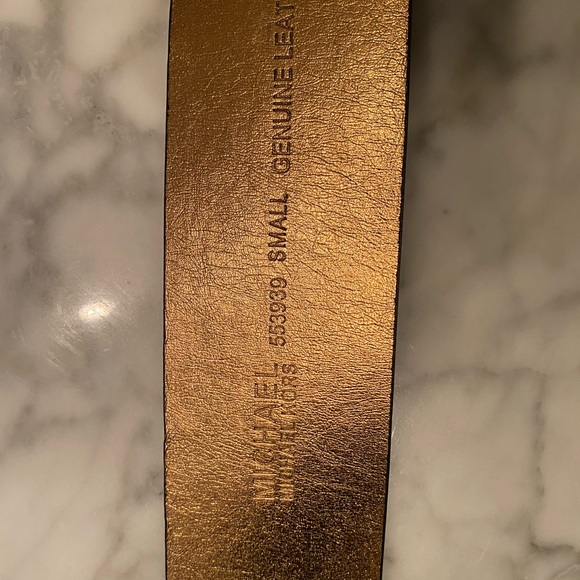 MICHAEL
MICHAEL KORS 553939 SMALL GENUINE LEAT